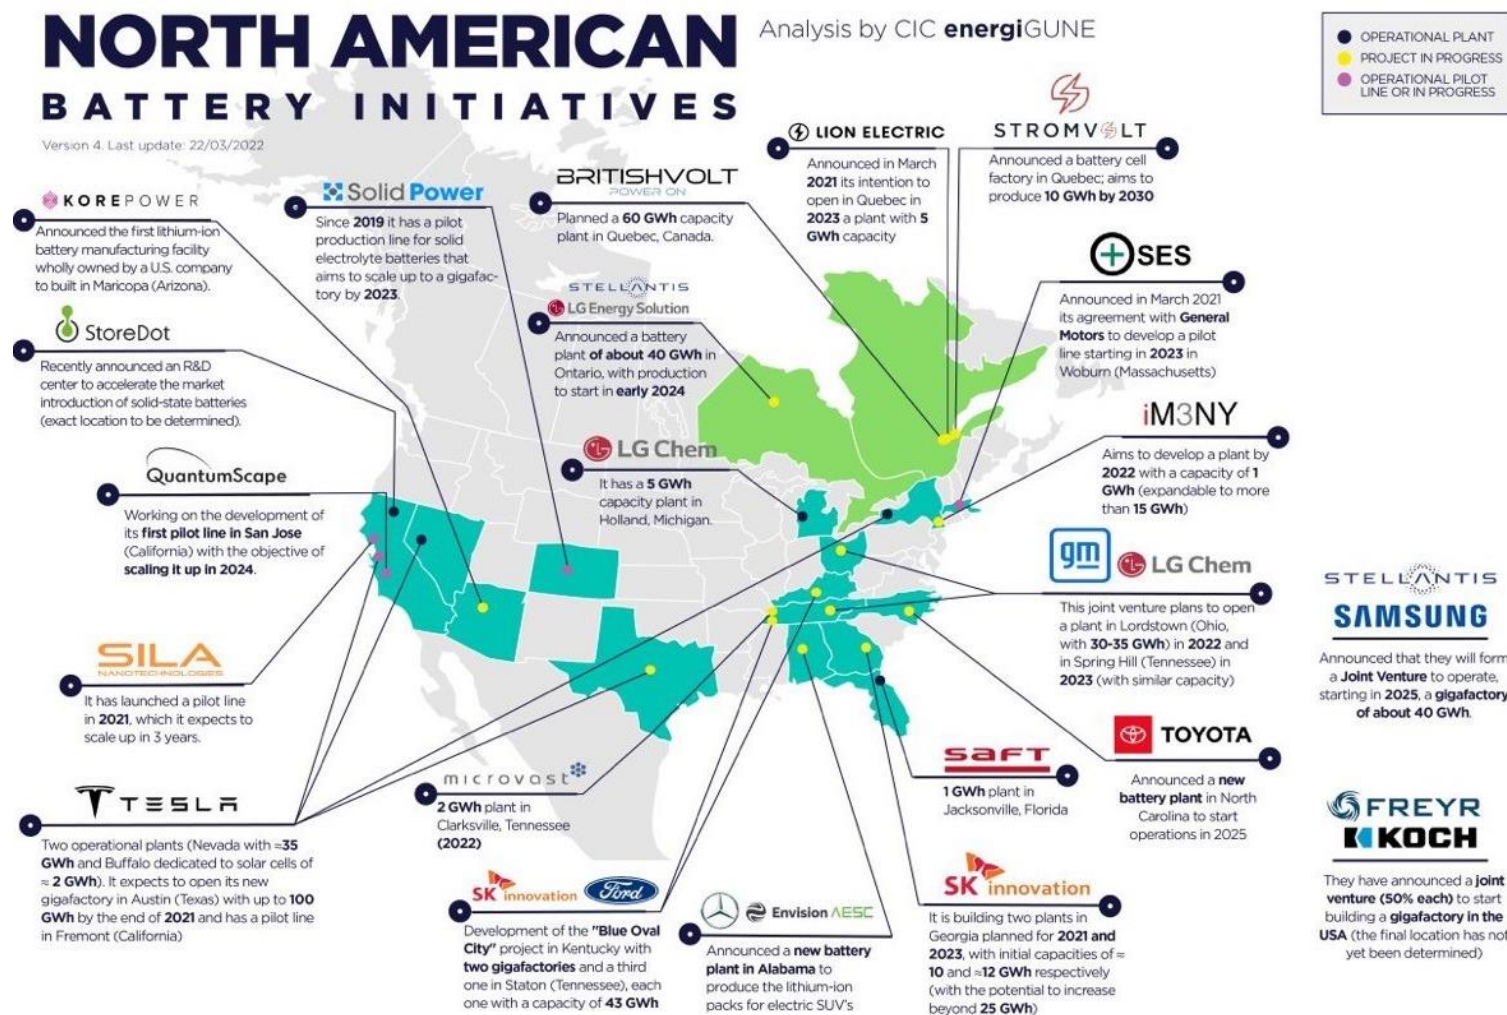 NORTH AMERICAN
BATTERY INITIATIVES
Version 4. Last update: 22/03/2022
Analysis by CIC energiGUNE
OPERATIONAL PLANT
PROJECT IN PROGRESS
OPERATIONAL PILOT
LINE OR IN PROGRESS
KOREPOWER
Announced the first lithium-ion
battery manufacturing facility
wholly owned by a U.S. company
to built in Maricopa (Arizona).
Solid Power
Since 2019 it has a pilot
production line for solid
electrolyte batteries that
aims to scale up to a gigafac-
tory by 2023.
BRITISHVOLT
POWER ON
Planned a 60 GWh capacity
plant in Quebec, Canada.
LION ELECTRIC
Announced in March
2021 its intention to
open in Quebec in
2023 a plant with 5
GWh capacity
STROMVOLT
Announced a battery cell
factory in Quebec; aims to
produce 10 GWh by 2030
SES
Announced in March 2021
its agreement with General
Motors to develop a pilot
line starting in 2023 in
Woburn (Massachusetts)
STELLANTIS
LG Energy Solution
Announced a battery
plant of about 40 GWh in
Ontario, with production
to start in early 2024
StoreDot
Recently announced an R&D
center to accelerate the market
introduction of solid-state batteries
(exact location to be determined).
LG Chem
It has a 5 GWh
capacity plant in
Holland, Michigan.
iM3NY
Aims to develop a plant by
2022 with a capacity of 1
GWh (expandable to more
than 15 GWh)
QuantumScape
Working on the development of
its first pilot line in San Jose
(California) with the objective of
scaling it up in 2024.
gm LG Chem
This joint venture plans to open
a plant in Lordstown (Ohio,
with 30-35 GWh) in 2022 and
in Spring Hill (Tennessee) in
2023 (with similar capacity)
STELLANTIS
SAMSUNG
Announced that they will form
a Joint Venture to operate,
starting in 2025, a gigafactory
of about 40 GWh.
SILA
NANOTECHNOLOGIES
It has launched a pilot line
in 2021, which it expects to
scale up in 3 years.
TOYOTA
Announced a new
battery plant in North
Carolina to start
operations in 2025
saft
1 GWh plant in
Jacksonville, Florida
microvast
2 GWh plant in
Clarksville, Tennessee
(2022)
TESLA
Two operational plants (Nevada with ≈35
GWh and Buffalo dedicated to solar cells of
≈ 2 GWh). It expects to open its new
gigafactory in Austin (Texas) with up to 100
GWh by the end of 2021 and has a pilot line
in Fremont (California)
SK innovation Ford
Development of the "Blue Oval
City" project in Kentucky with
two gigafactories and a third
one in Staton (Tennessee), each
one with a capacity of 43 GWh
Envision AESC
Announced a new battery
plant in Alabama to
produce the lithium-ion
packs for electric SUV's
SK innovation
It is building two plants in
Georgia planned for 2021 and
2023, with initial capacities of ≈
10 and ≈12 GWh respectively
(with the potential to increase
beyond 25 GWh)
FREYR
KOCH
They have announced a joint
venture (50% each) to start
building a gigafactory in the
USA (the final location has not
yet been determined)